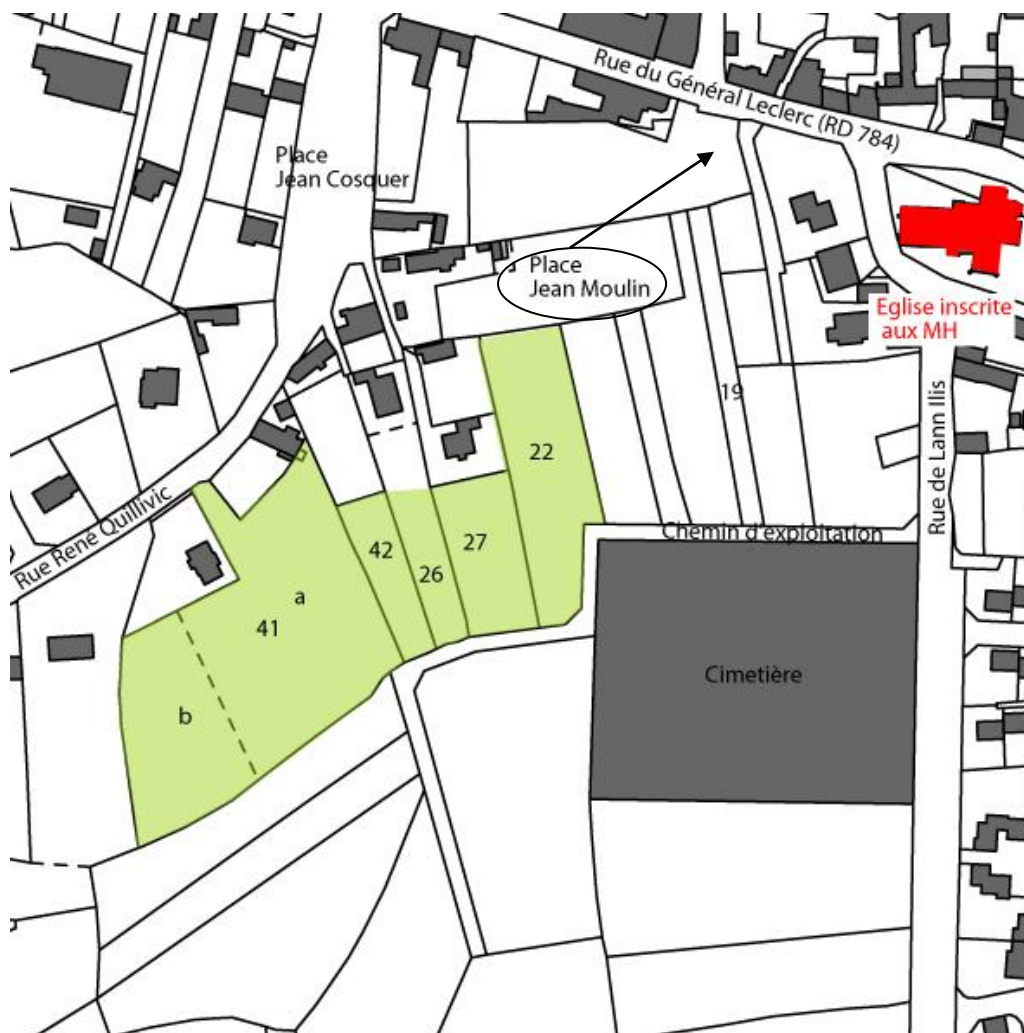 Rue du Général Leclerc (RD 784)
Place
Jean Cosquer
Place
Jean Moulin
Eglise inscrite
aux MH
19
Rue de Lann Ilis
22
Rue René Quillivic
Chemin d'exploitation
42
27
26
a
41
Cimetière
b